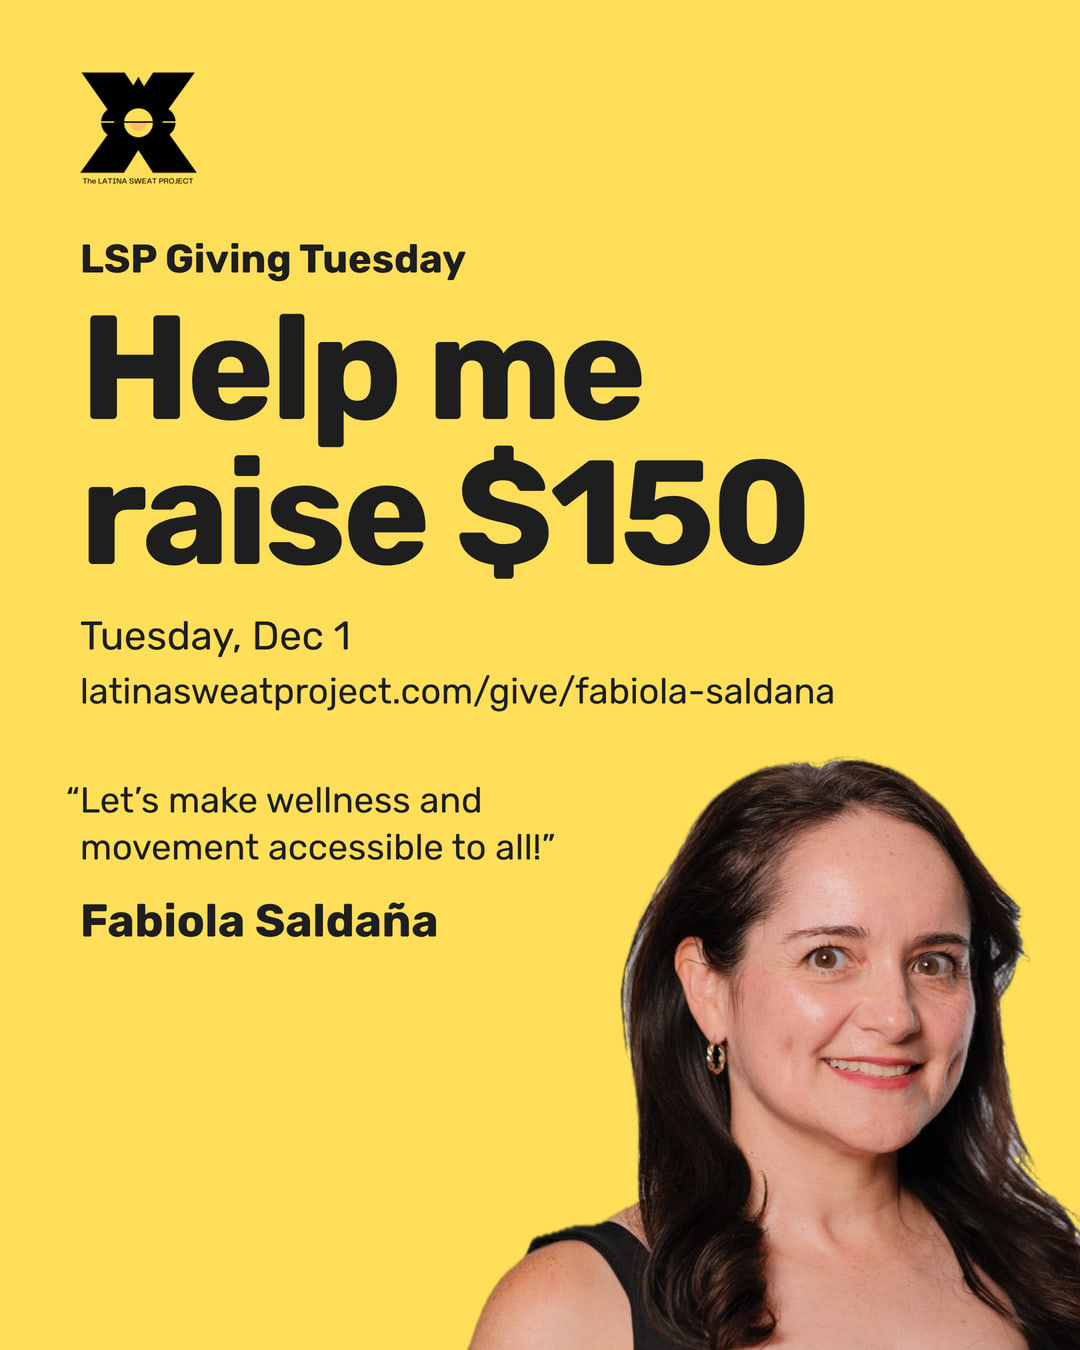 The LATINA SWEAT PROJECT
LSP Giving Tuesday
Help me
raise $150
Tuesday, Dec 1
latinasweatproject.com/give/fabiola-saldana
“Let’s make wellness and
movement accessible to all!”
Fabiola Saldaña